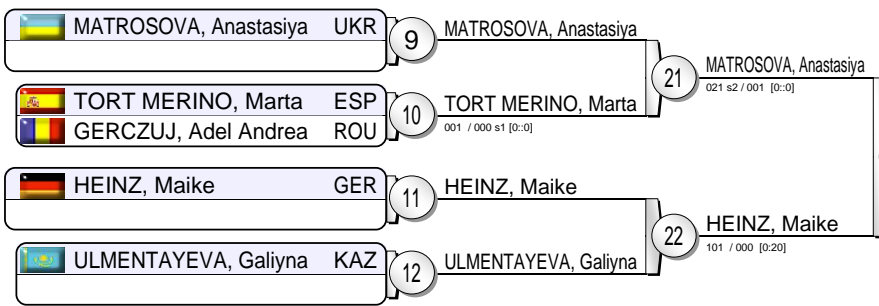 MATROSOVA, Anastasiya UKR
9
MATROSOVA, Anastasiya
21
MATROSOVA, Anastasiya
021 s2 / 001 [0::0]
TORT MERINO, Marta ESP
GERCZUJ, Adel Andrea ROU
10
TORT MERINO, Marta
001 / 000 s1 [0::0]
HEINZ, Maike GER
11
HEINZ, Maike
22
HEINZ, Maike
101 / 000 [0:20]
ULMENTAYEVA, Galiyna KAZ
12
ULMENTAYEVA, Galiyna